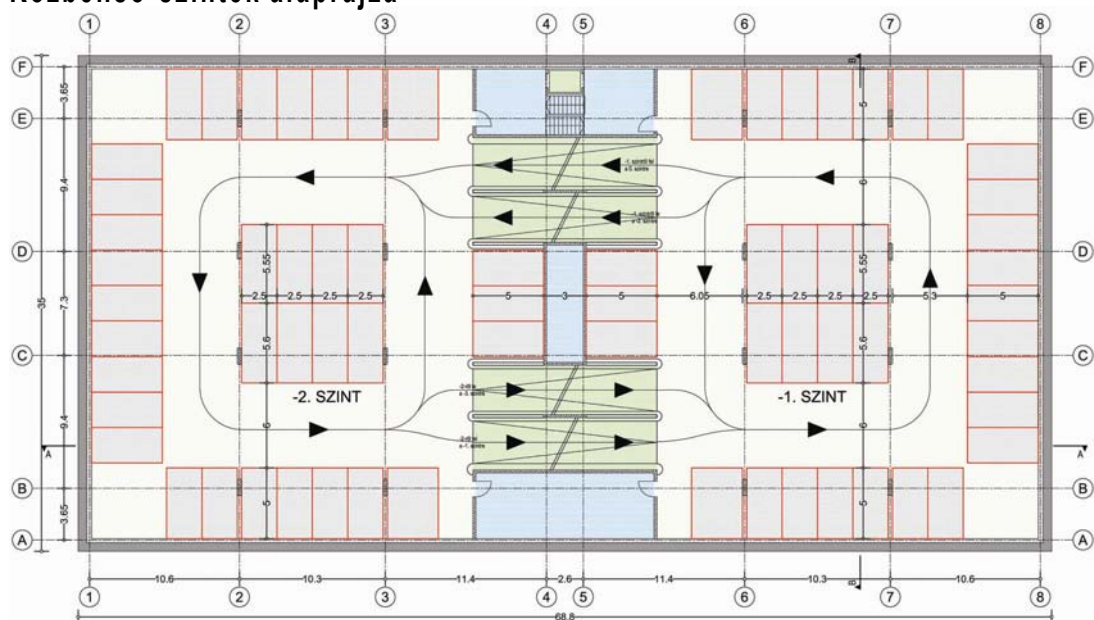 Közbenső szintek alaprajza
1 2 3 4 5 6 7 8
F F
3.65 5
E E
9.4 6
D D
5.55 5.55
35 7.3 2.5 2.5 2.5 2.5 5 3 5 6.05 2.5 2.5 2.5 2.5 5.3 5
5.6 5.6
C C
-2. SZINT -1. SZINT
9.4 6 6
A A
B B
3.65 5 5
A A
B B
10.6 10.3 11.4 2.6 11.4 10.3 10.6
1 2 3 4 5 6 7 8
68.8